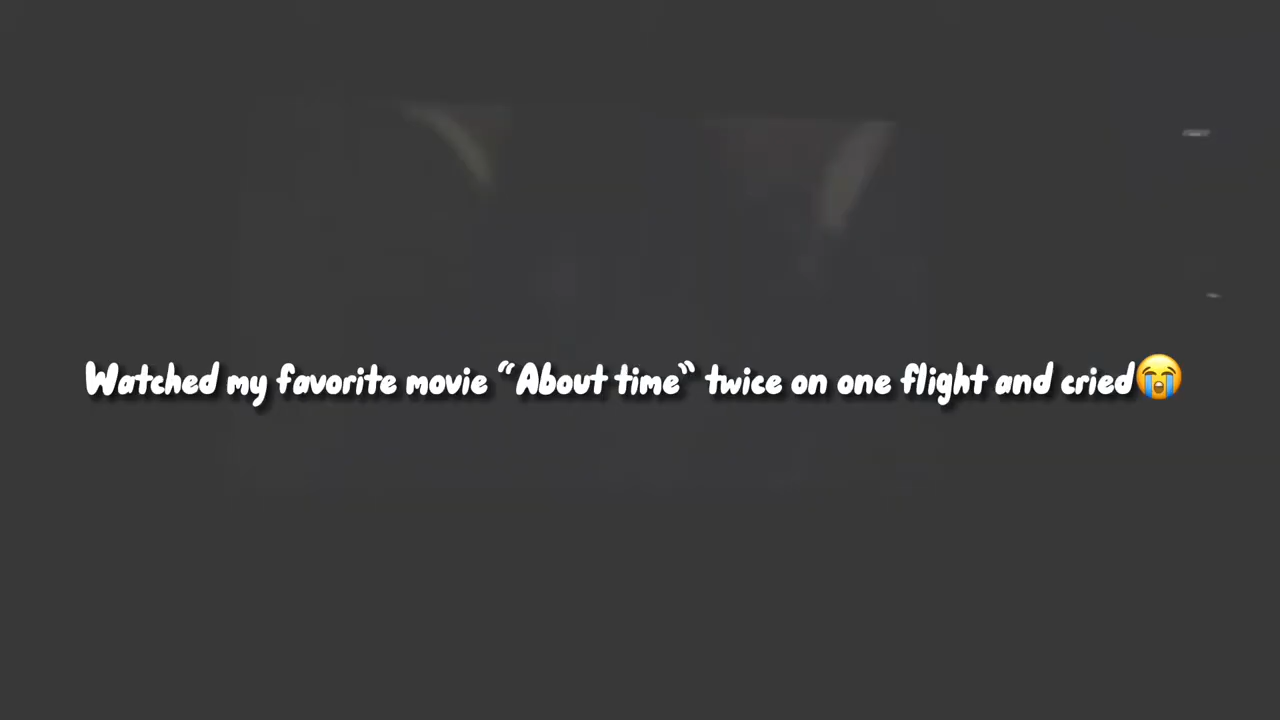 Watched my favorite movie “About time“ twice on one flight and cried😭